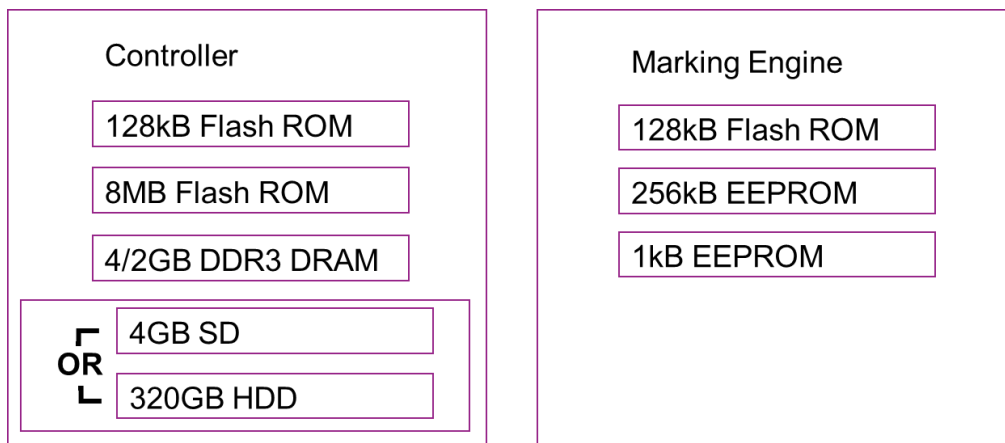 Controller
128kB Flash ROM
8MB Flash ROM
4/2GB DDR3 DRAM
OR
4GB SD
320GB HDD
Marking Engine
128kB Flash ROM
256kB EEPROM
1kB EEPROM